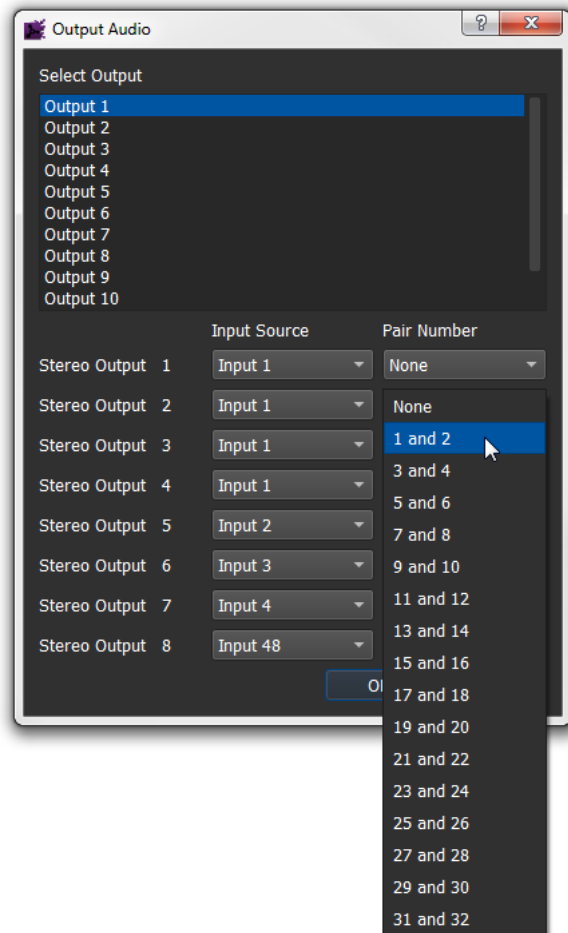 Output Audio
Select Output
Output 1
Output 2
Output 3
Output 4
Output 5
Output 6
Output 7
Output 8
Output 9
Output 10
Input Source Pair Number
Stereo Output 1 Input 1 None
Stereo Output 2 Input 1 None
Stereo Output 3 Input 1 1 and 2
Stereo Output 4 Input 1 3 and 4
Stereo Output 5 Input 2 5 and 6
Stereo Output 6 Input 3 7 and 8
Stereo Output 7 Input 4 9 and 10
Stereo Output 8 Input 48 11 and 12
13 and 14
15 and 16
17 and 18
19 and 20
21 and 22
23 and 24
25 and 26
27 and 28
29 and 30
31 and 32